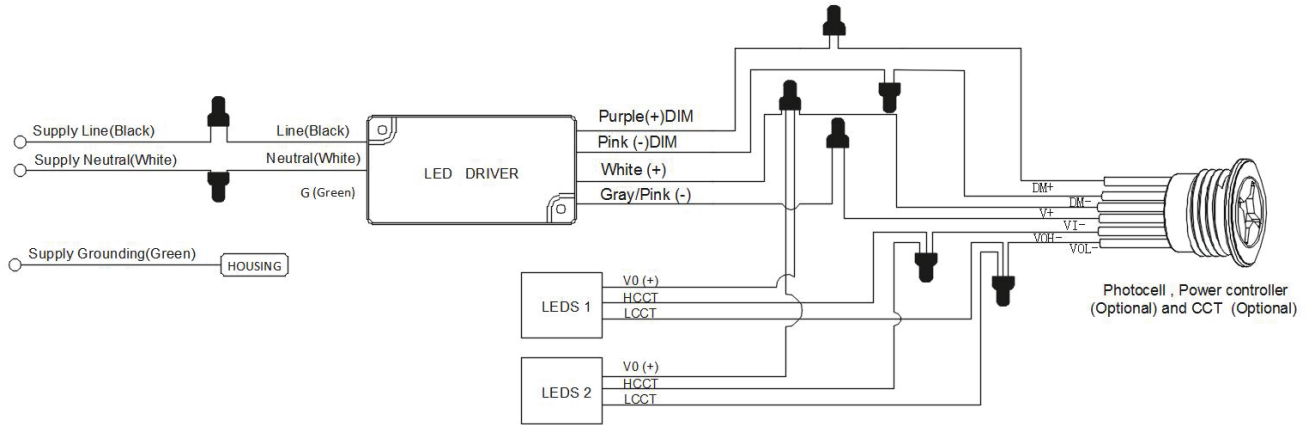 Supply Line(Black)
Line(Black)
Supply Neutral(White)
Neutral(White)
G (Green)
LED DRIVER
Purple(+)DIM
Pink (-)DIM
White (+)
Gray/Pink (-)
Supply Grounding(Green)
HOUSING
DM+
DM-
V+
VI-
VOH-
VOL-
Photocell , Power controller
(Optional) and CCT (Optional)
LEDS 1
V0 (+)
HCCT
LCCT
LEDS 2
V0 (+)
HCCT
LCCT